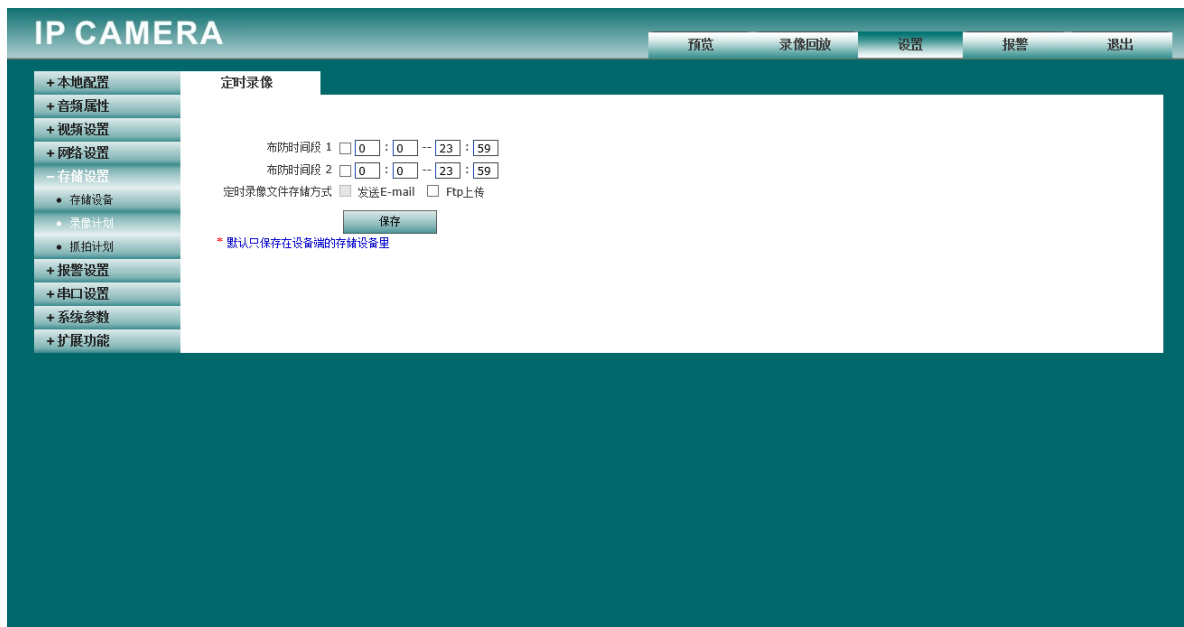 IP CAMERA
预览 录像回放 设置 报警 退出
+本地配置
定时录像
+音频属性
+视频设置
+网络设置
-存储设置
• 存储设备
• 录像计划
• 抓拍计划
+报警设置
+串口设置
+系统参数
+扩展功能
布防时间段 1 0 : 0 -- 23 : 59
布防时间段 2 0 : 0 -- 23 : 59
定时录像文件存储方式 发送E-mail Ftp上传
保存
* 默认只保存在设备端的存储设备里